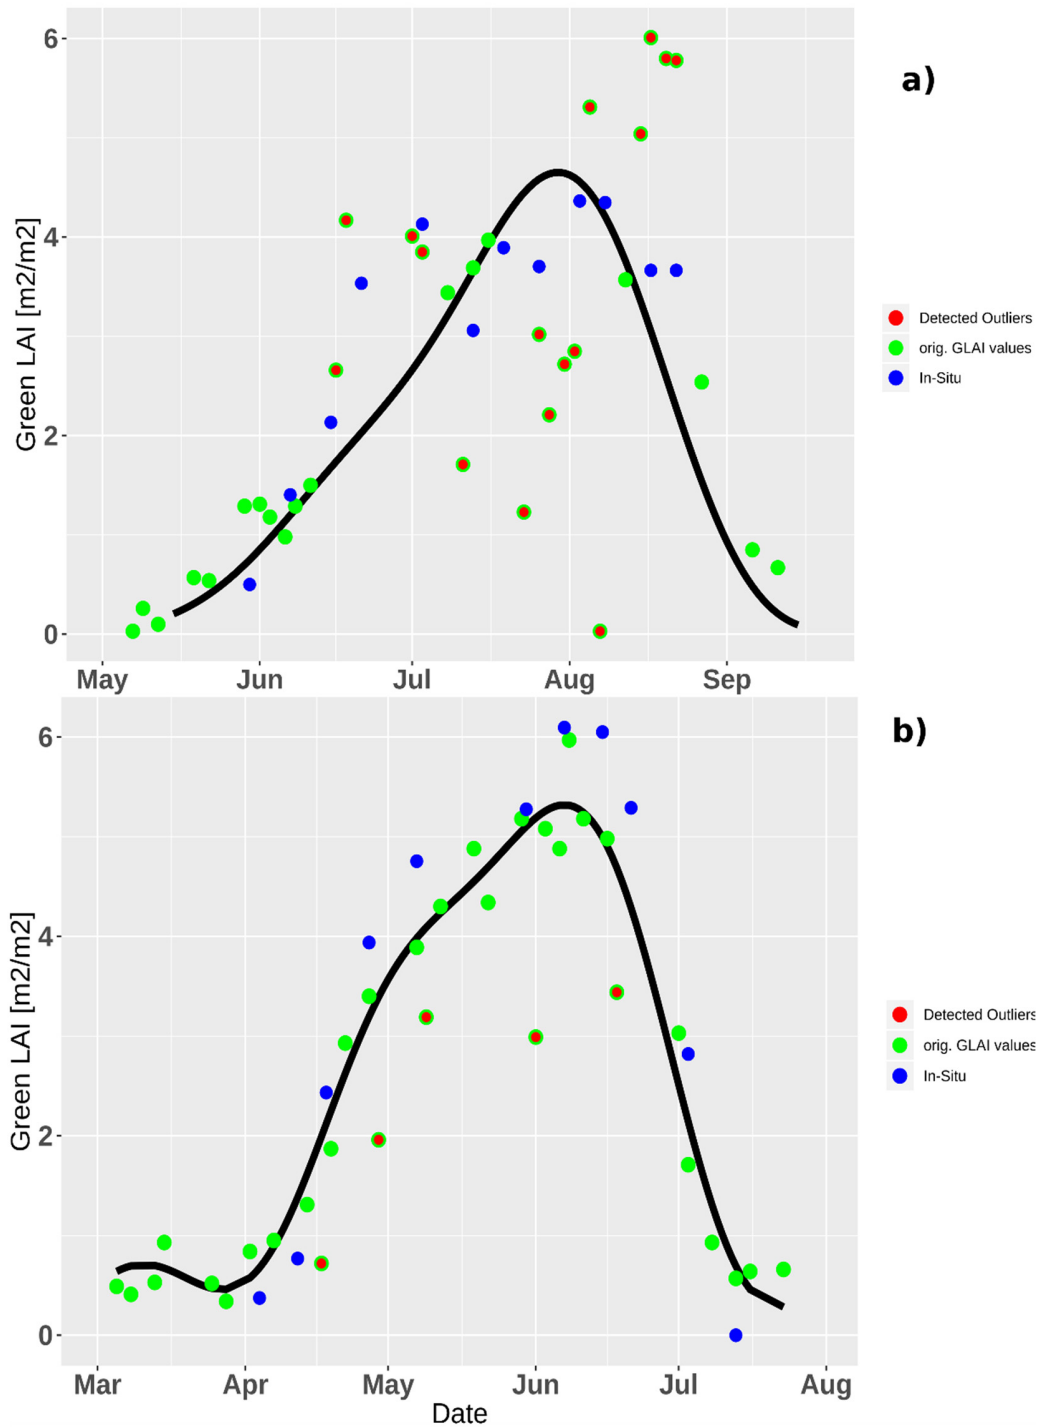 a)
6
4
2
0
Green LAI [m2/m2]
May Jun Jul Aug Sep
Detected Outliers
orig. GLAI values
In-Situ
b)
6
4
2
0
Green LAI [m2/m2]
Mar Apr May Jun Jul Aug
Date
Detected Outliers
orig. GLAI values
In-Situ